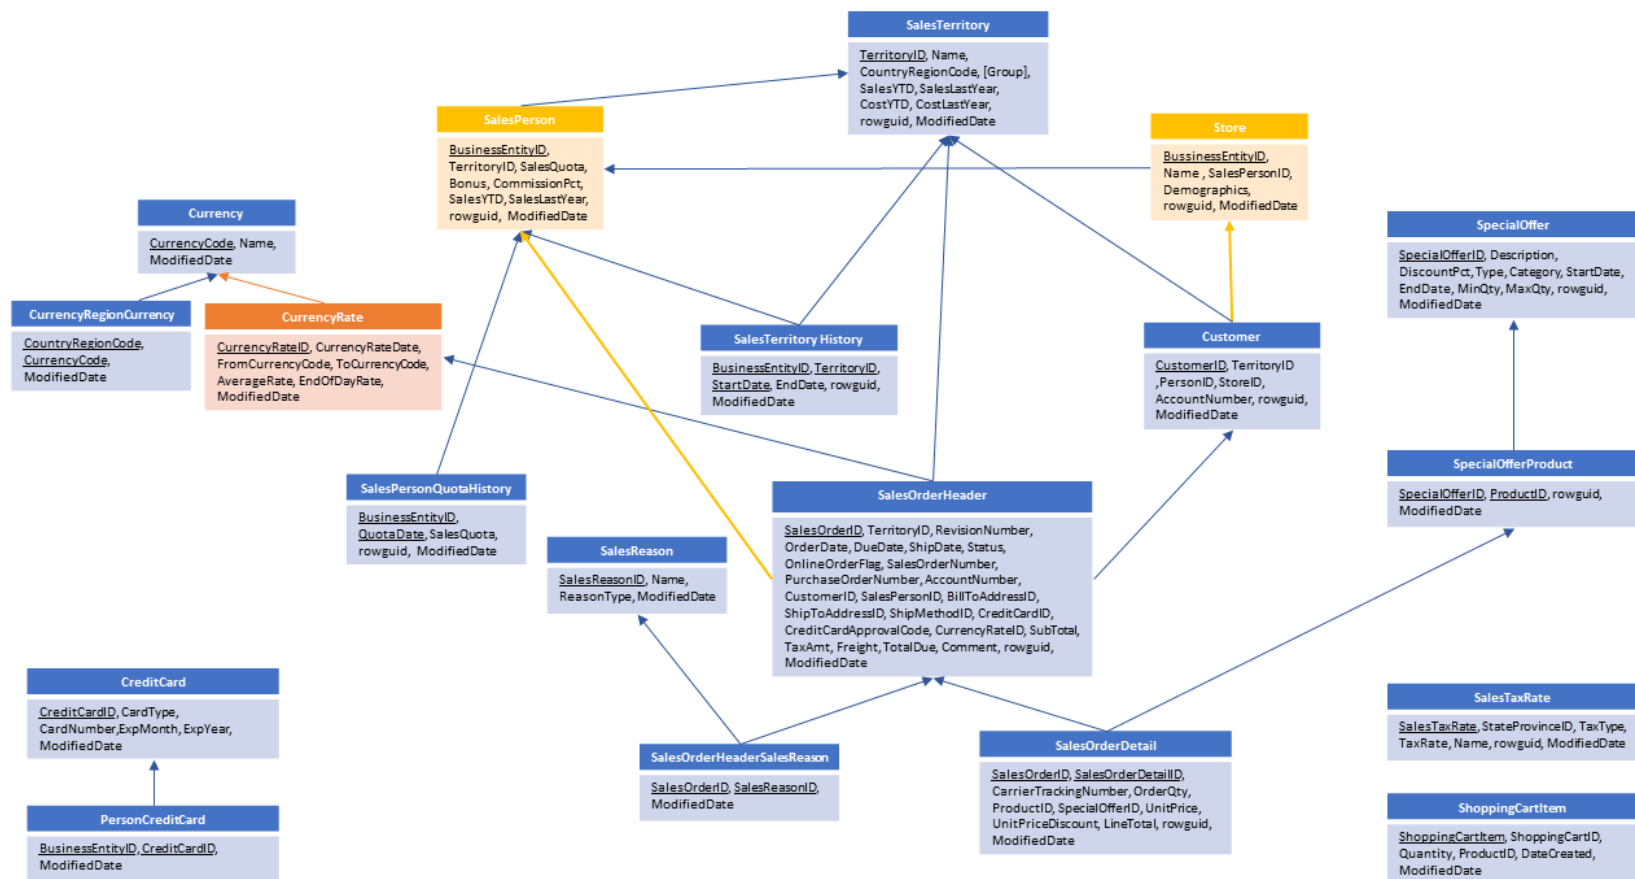 SalesTerritory
TerritoryID, Name,
CountryRegionCode, [Group],
SalesYTD, SalesLastYear,
CostYTD, CostLastYear,
rowguid, ModifiedDate
SalesPerson
BusinessEntityID,
TerritoryID, SalesQuota,
Bonus, CommissionPct,
SalesYTD, SalesLastYear,
rowguid, ModifiedDate
Store
BussinessEntityID,
Name , SalesPersonID,
Demographics,
rowguid, ModifiedDate
Currency
CurrencyCode, Name,
ModifiedDate
SpecialOffer
SpecialOfferID, Description,
DiscountPct, Type, Category, StartDate,
EndDate, MinQty, MaxQty, rowguid,
ModifiedDate
CurrencyRegionCurrency
CountryRegionCode,
CurrencyCode,
ModifiedDate
CurrencyRate
CurrencyRateID, CurrencyRateDate,
FromCurrencyCode, ToCurrencyCode,
AverageRate, EndOfDayRate,
ModifiedDate
SalesTerritory History
BusinessEntityID, TerritoryID,
StartDate, EndDate, rowguid,
ModifiedDate
Customer
CustomerID, TerritoryID
,PersonID, StoreID,
AccountNumber, rowguid,
ModifiedDate
SpecialOfferProduct
SpecialOfferID, ProductID, rowguid,
ModifiedDate
SalesPersonQuotaHistory
BusinessEntityID,
QuotaDate, SalesQuota,
rowguid, ModifiedDate
SalesOrderHeader
SalesOrderID, TerritoryID, RevisionNumber,
OrderDate, DueDate, ShipDate, Status,
OnlineOrderFlag, SalesOrderNumber,
PurchaseOrderNumber, AccountNumber,
CustomerID, SalesPersonID, BillToAddressID,
ShipToAddressID, ShipMethodID, CreditCardID,
CreditCardApprovalCode, CurrencyRateID, SubTotal,
TaxAmt, Freight, TotalDue, Comment, rowguid,
ModifiedDate
SalesReason
SalesReasonID, Name,
ReasonType, ModifiedDate
CreditCard
CreditCardID, CardType,
CardNumber,ExpMonth, ExpYear,
ModifiedDate
SalesTaxRate
SalesTaxRate, StateProvinceID, TaxType,
TaxRate, Name, rowguid, ModifiedDate
SalesOrderHeaderSalesReason
SalesOrderID, SalesReasonID,
ModifiedDate
SalesOrderDetail
SalesOrderID, SalesOrderDetailID,
CarrierTrackingNumber, OrderQty,
ProductID, SpecialOfferID, UnitPrice,
UnitPriceDiscount, LineTotal, rowguid,
ModifiedDate
PersonCreditCard
BusinessEntityID, CreditCardID,
ModifiedDate
ShoppingCartItem
ShoppingCartItem, ShoppingCartID,
Quantity, ProductID, DateCreated,
ModifiedDate